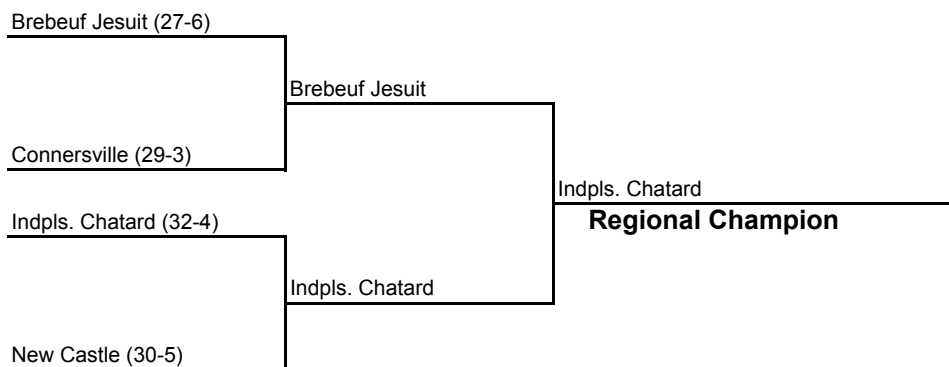 Brebeuf Jesuit (27-6)
Brebeuf Jesuit
Connersville (29-3)
Indpls. Chatard
Regional Champion
Indpls. Chatard (32-4)
Indpls. Chatard
New Castle (30-5)